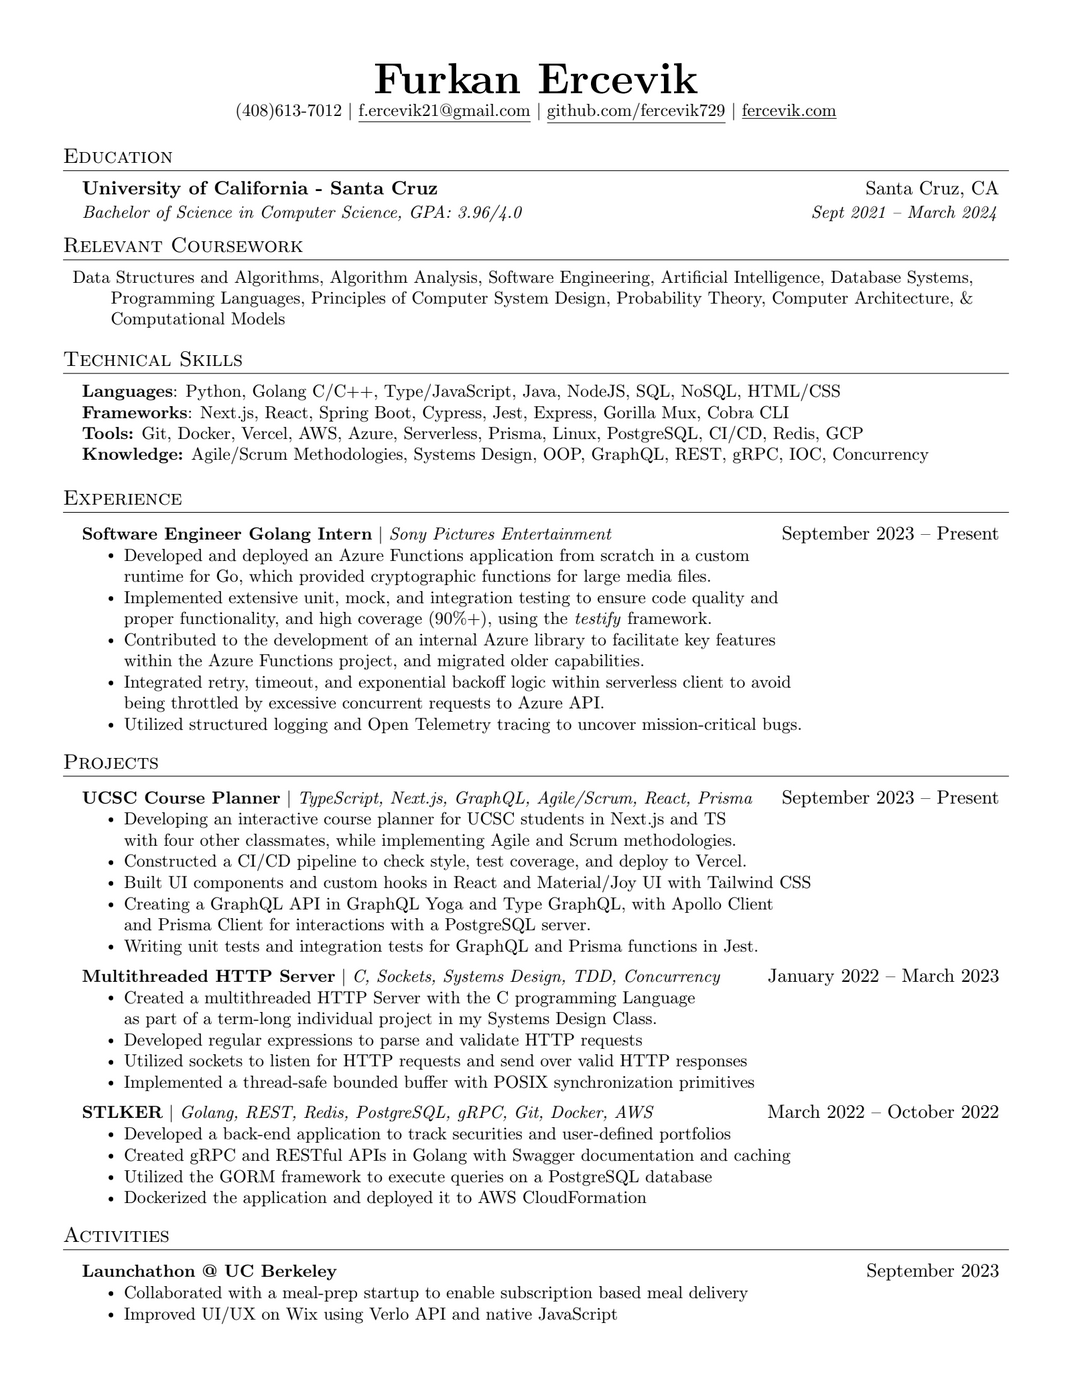 Furkan Ercevik
(408)613-7012 | f.ercevik21@gmail.com | github.com/fercevik729 | fercevik.com
Education
University of California - Santa Cruz Santa Cruz, CA
Bachelor of Science in Computer Science, GPA: 3.96/4.0 Sept 2021 – March 2024
Relevant Coursework
Data Structures and Algorithms, Algorithm Analysis, Software Engineering, Artificial Intelligence, Database Systems,
Programming Languages, Principles of Computer System Design, Probability Theory, Computer Architecture, &
Computational Models
Technical Skills
Languages: Python, Golang C/C++, Type/JavaScript, Java, NodeJS, SQL, NoSQL, HTML/CSS
Frameworks: Next.js, React, Spring Boot, Cypress, Jest, Express, Gorilla Mux, Cobra CLI
Tools: Git, Docker, Vercel, AWS, Azure, Serverless, Prisma, Linux, PostgreSQL, CI/CD, Redis, GCP
Knowledge: Agile/Scrum Methodologies, Systems Design, OOP, GraphQL, REST, gRPC, IOC, Concurrency
Experience
Software Engineer Golang Intern | Sony Pictures Entertainment September 2023 – Present
• Developed and deployed an Azure Functions application from scratch in a custom
runtime for Go, which provided cryptographic functions for large media files.
• Implemented extensive unit, mock, and integration testing to ensure code quality and
proper functionality, and high coverage (90%+), using the testify framework.
• Contributed to the development of an internal Azure library to facilitate key features
within the Azure Functions project, and migrated older capabilities.
• Integrated retry, timeout, and exponential backoff logic within serverless client to avoid
being throttled by excessive concurrent requests to Azure API.
• Utilized structured logging and Open Telemetry tracing to uncover mission-critical bugs.
Projects
UCSC Course Planner | TypeScript, Next.js, GraphQL, Agile/Scrum, React, Prisma September 2023 – Present
• Developing an interactive course planner for UCSC students in Next.js and TS
with four other classmates, while implementing Agile and Scrum methodologies.
• Constructed a CI/CD pipeline to check style, test coverage, and deploy to Vercel.
• Built UI components and custom hooks in React and Material/Joy UI with Tailwind CSS
• Creating a GraphQL API in GraphQL Yoga and Type GraphQL, with Apollo Client
and Prisma Client for interactions with a PostgreSQL server.
• Writing unit tests and integration tests for GraphQL and Prisma functions in Jest.
Multithreaded HTTP Server | C, Sockets, Systems Design, TDD, Concurrency January 2022 – March 2023
• Created a multithreaded HTTP Server with the C programming Language
as part of a term-long individual project in my Systems Design Class.
• Developed regular expressions to parse and validate HTTP requests
• Utilized sockets to listen for HTTP requests and send over valid HTTP responses
• Implemented a thread-safe bounded buffer with POSIX synchronization primitives
STLKER | Golang, REST, Redis, PostgreSQL, gRPC, Git, Docker, AWS March 2022 – October 2022
• Developed a back-end application to track securities and user-defined portfolios
• Created gRPC and RESTful APIs in Golang with Swagger documentation and caching
• Utilized the GORM framework to execute queries on a PostgreSQL database
• Dockerized the application and deployed it to AWS CloudFormation
Activities
Launchathon @ UC Berkeley September 2023
• Collaborated with a meal-prep startup to enable subscription based meal delivery
• Improved UI/UX on Wix using Verlo API and native JavaScript